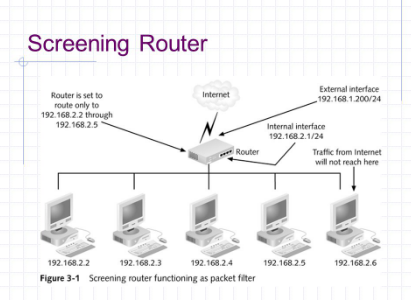 Screening Router
Router is set to
route only to
192.168.2.2 through
192.168.2.5
Internet
External interface
192.168.1.200/24
Internal interface
192.168.2.1/24
Router
Traffic from Internet
will not reach here
192.168.2.2
192.168.2.3
192.168.2.4
192.168.2.5
192.168.2.6
Figure 3-1 Screening router functioning as packet filter